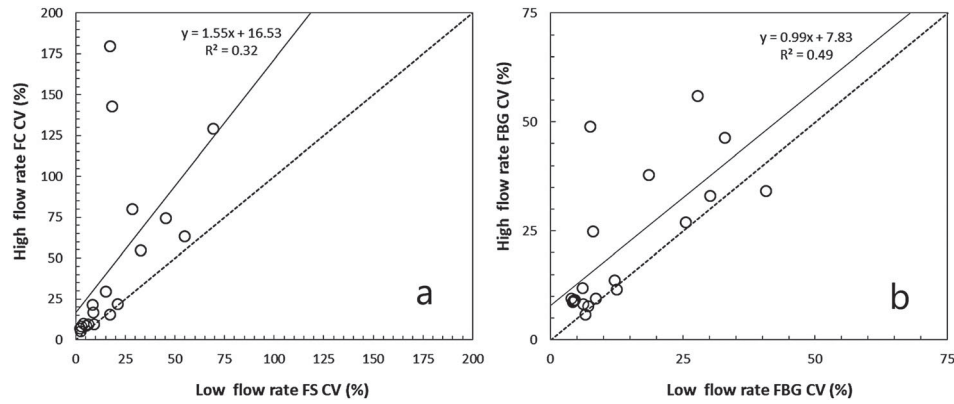 y = 1.55x + 16.53
R² = 0.32
High flow rate FC CV (%)
200
175
150
125
100
75
50
25
0
0 25 50 75 100 125 150 175 200
Low flow rate FS CV (%)
a
y = 0.99x + 7.83
R² = 0.49
High flow rate FBG CV (%)
75
50
25
0
0 25 50 75
Low flow rate FBG CV (%)
b